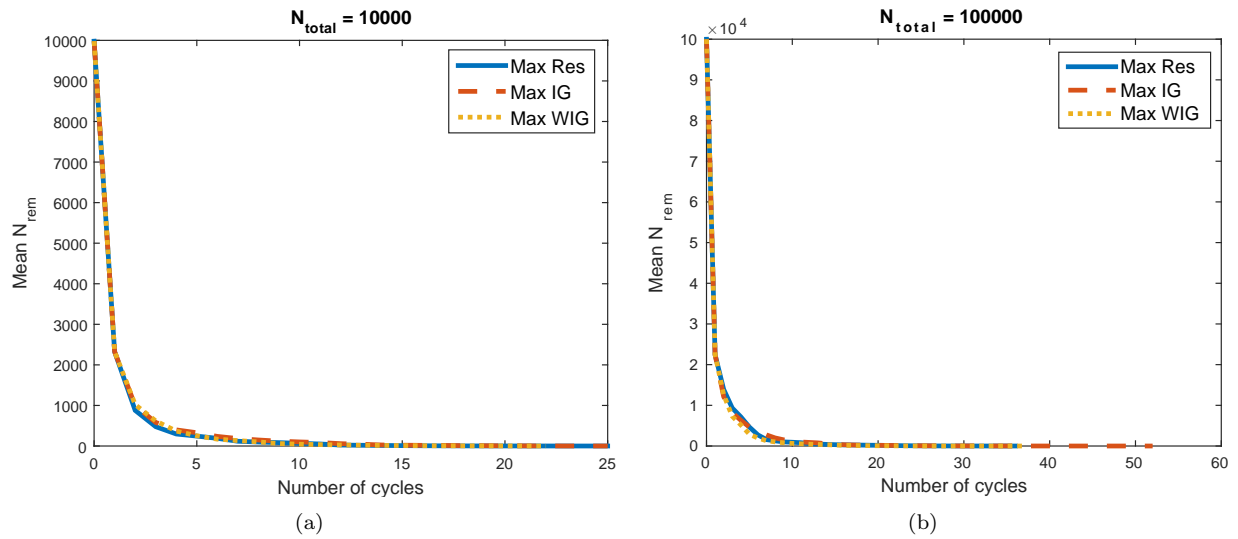 N_total = 10000
10000
9000
8000
7000
6000
5000
4000
3000
2000
1000
0
Mean N_rem
Max Res
Max IG
Max WIG
0 5 10 15 20 25
Number of cycles
(a)
N_total = 100000
×10^4
10
9
8
7
6
5
4
3
2
1
0
Mean N_rem
Max Res
Max IG
Max WIG
0 10 20 30 40 50 60
Number of cycles
(b)